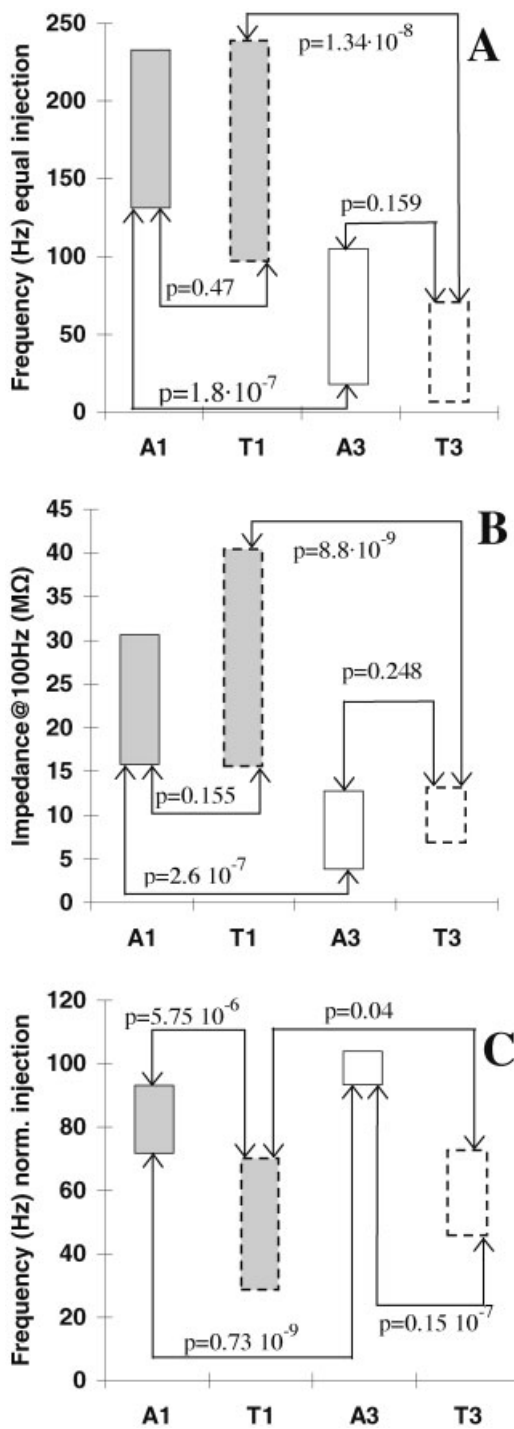 A
Frequency (Hz) equal injection
250
200
150
100
50
0
p=1.34·10-8
p=0.159
p=0.47
p=1.8·10-7
A1 T1 A3 T3
B
Impedance@100Hz (MΩ)
45
40
35
30
25
20
15
10
5
0
p=8.8·10-9
p=0.248
p=0.155
p=2.6 10-7
A1 T1 A3 T3
C
Frequency (Hz) norm. injection
120
100
80
60
40
20
0
p=5.75 10-6
p=0.04
p=0.73 10-9
p=0.15 10-7
A1 T1 A3 T3